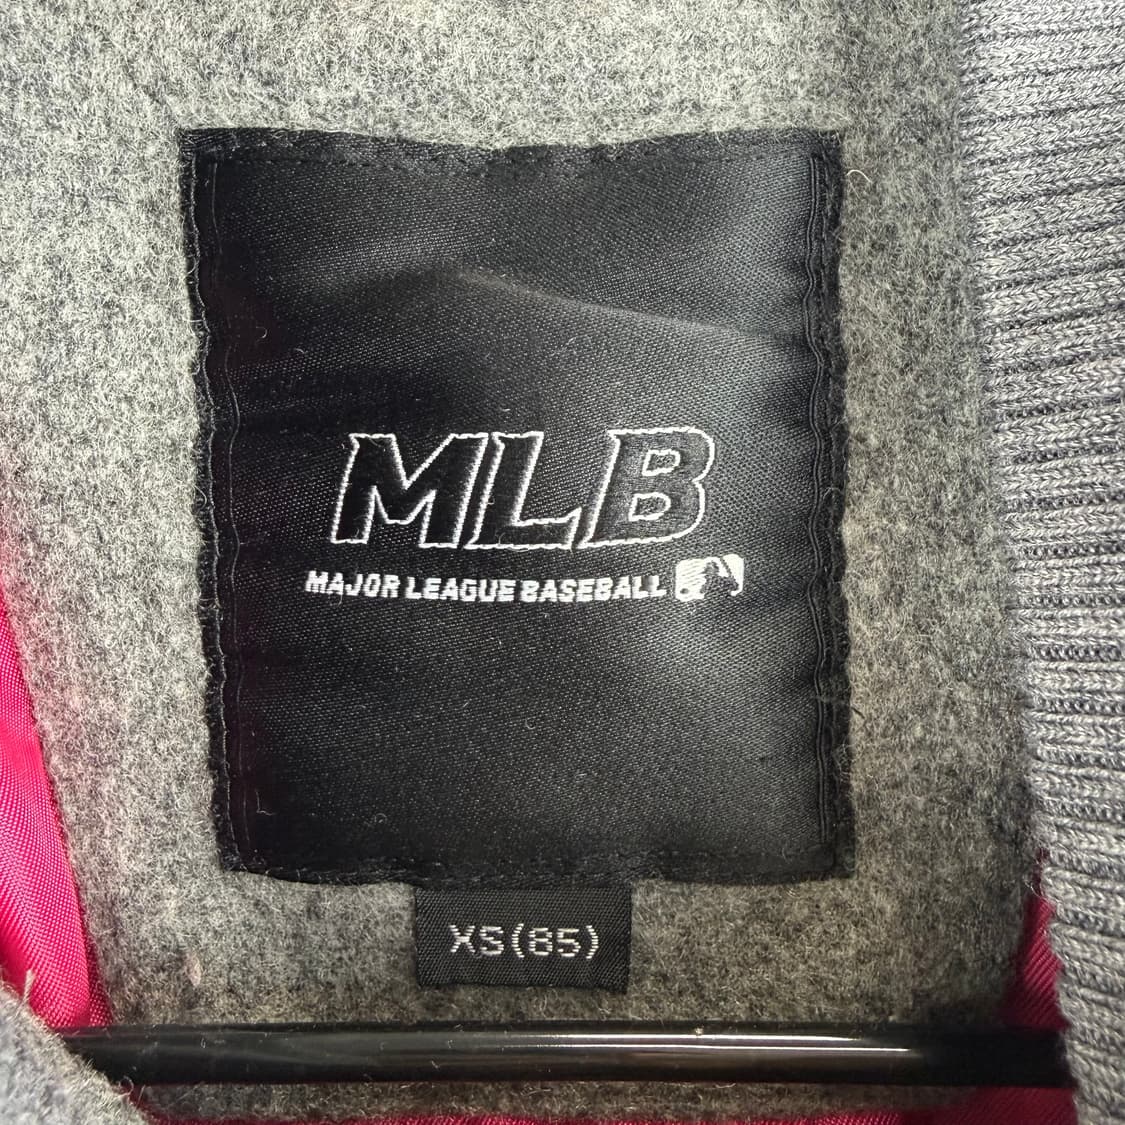 MLB
MAJOR LEAGUE BASEBALL
XS(85)